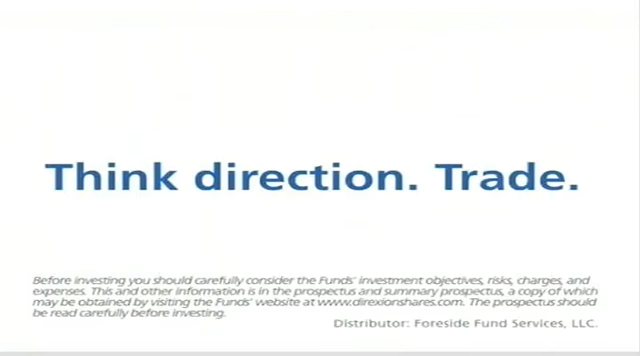 Think direction. Trade.
Before investing you should carefully consider the Funds' investment objectives, risks, charges, and
expenses. This and other information is in the prospectus and summary prospectus, a copy of which
may be obtained by visiting the Funds' website at www.direxionshares.com. The prospectus should
be read carefully before investing.
Distributor: Foreside Fund Services, LLC.